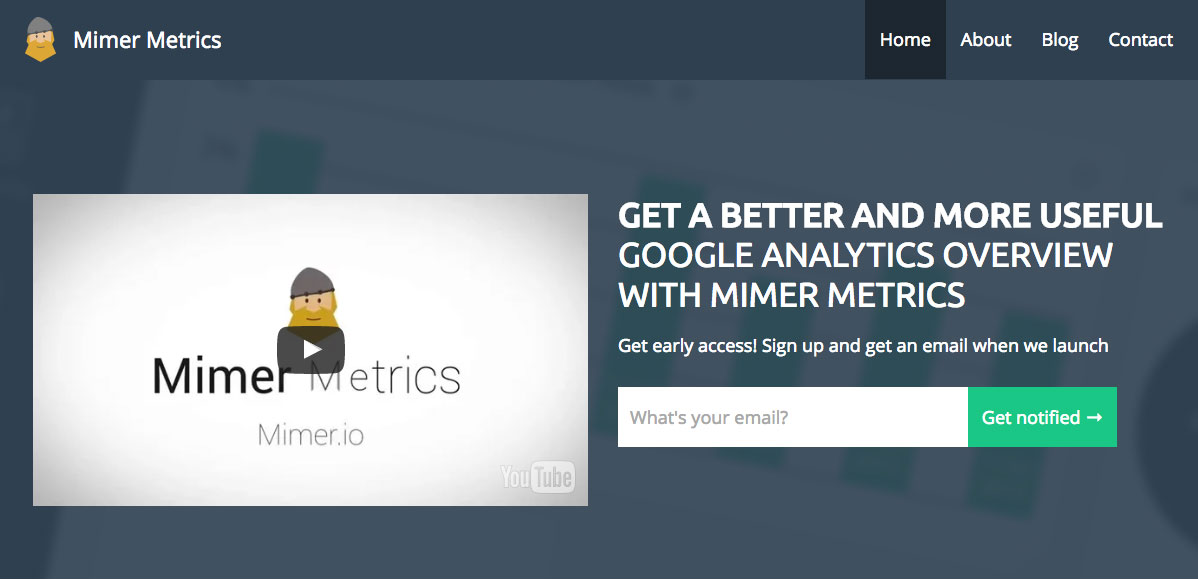 Mimer Metrics
Home
About
Blog
Contact
GET A BETTER AND MORE USEFUL
GOOGLE ANALYTICS OVERVIEW
WITH MIMER METRICS
Get early access! Sign up and get an email when we launch
What's your email?
Get notified →
Mimer Metrics
Mimer.io
YouTube